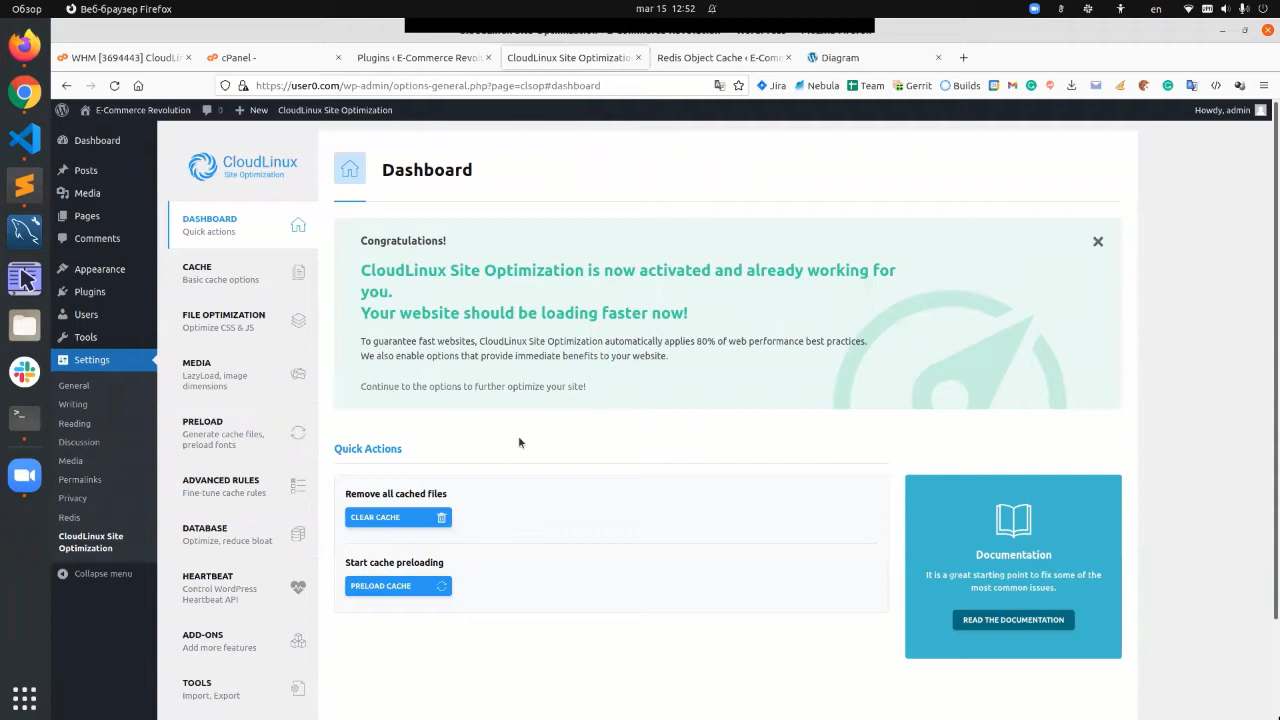 Обзор
Веб-браузер Firefox
mar 15 12:52
en
WHM [3694443] CloudLi
cPanel -
Plugins ‹ E-Commerce Revol
CloudLinux Site Optimizatio
Redis Object Cache ‹ E-Com
Diagram
https://user0.com/wp-admin/options-general.php?page=clsop#dashboard
Jira
Nebula
Team
Gerrit
Builds
E-Commerce Revolution
0
New
CloudLinux Site Optimization
Howdy, admin
Dashboard
Posts
Media
Pages
Comments
Appearance
Plugins
Users
Tools
Settings
General
Writing
Reading
Discussion
Media
Permalinks
Privacy
Redis
CloudLinux Site
Optimization
Collapse menu
CloudLinux
Site Optimization
DASHBOARD
Quick actions
CACHE
Basic cache options
FILE OPTIMIZATION
Optimize CSS & JS
MEDIA
LazyLoad, image
dimensions
PRELOAD
Generate cache files,
preload fonts
ADVANCED RULES
Fine-tune cache rules
DATABASE
Optimize, reduce bloat
HEARTBEAT
Control WordPress
Heartbeat API
ADD-ONS
Add more features
TOOLS
Import, Export
Dashboard
Congratulations!
CloudLinux Site Optimization is now activated and already working for
you.
Your website should be loading faster now!
To guarantee fast websites, CloudLinux Site Optimization automatically applies 80% of web performance best practices.
We also enable options that provide immediate benefits to your website.
Continue to the options to further optimize your site!
Quick Actions
Remove all cached files
CLEAR CACHE
Start cache preloading
PRELOAD CACHE
Documentation
It is a great starting point to fix some of the
most common issues.
READ THE DOCUMENTATION